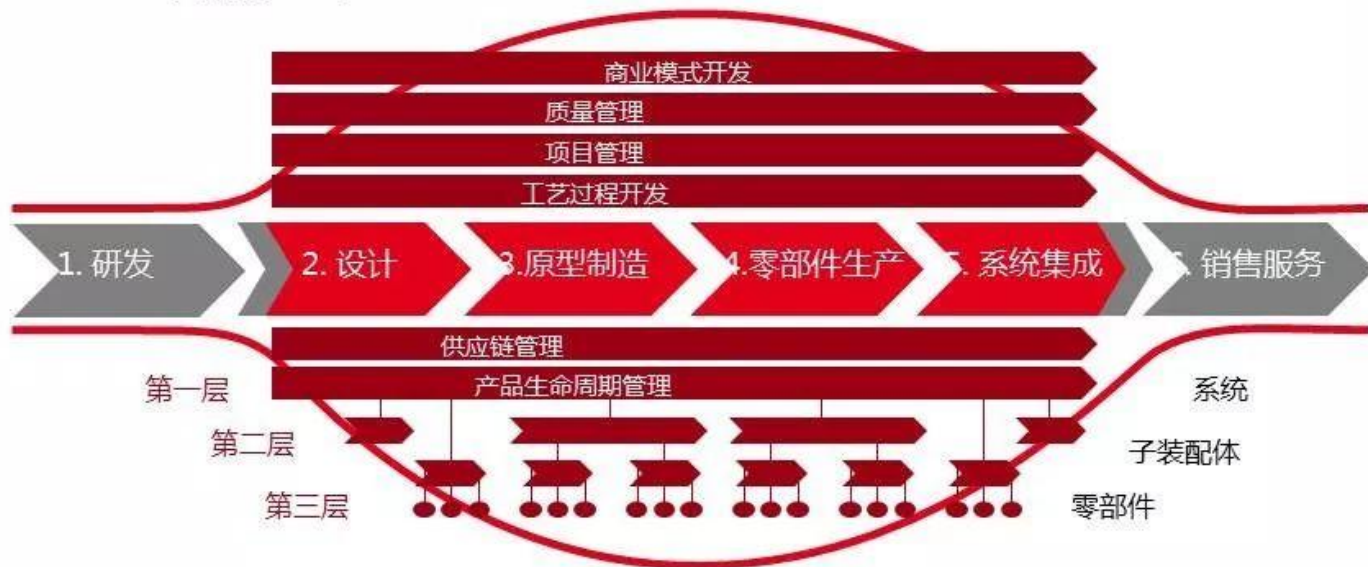 商业模式开发
质量管理
项目管理
工艺过程开发
1. 研发
2. 设计
3.原型制造
4.零部件生产
5. 系统集成
6. 销售服务
供应链管理
产品生命周期管理
第一层
系统
第二层
子装配体
第三层
零部件